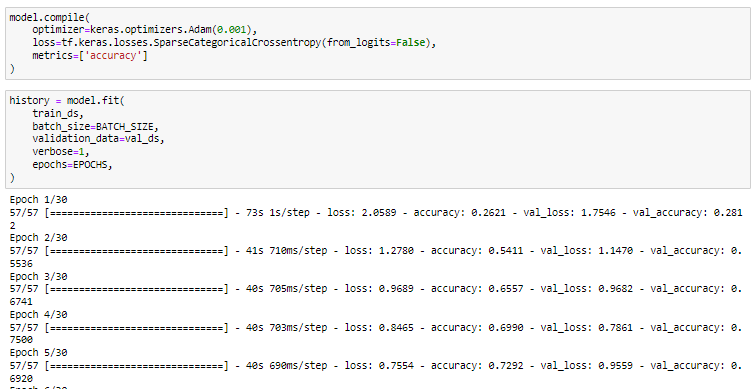 model.compile(
    optimizer=keras.optimizers.Adam(0.001),
    loss=tf.keras.losses.SparseCategoricalCrossentropy(from_logits=False),
    metrics=['accuracy']
)
history = model.fit(
    train_ds,
    batch_size=BATCH_SIZE,
    validation_data=val_ds,
    verbose=1,
    epochs=EPOCHS,
)
Epoch 1/30
57/57 [==============================] - 73s 1s/step - loss: 2.0589 - accuracy: 0.2621 - val_loss: 1.7546 - val_accuracy: 0.281
2
Epoch 2/30
57/57 [==============================] - 41s 710ms/step - loss: 1.2780 - accuracy: 0.5411 - val_loss: 1.1470 - val_accuracy: 0.
5536
Epoch 3/30
57/57 [==============================] - 40s 705ms/step - loss: 0.9689 - accuracy: 0.6557 - val_loss: 0.9682 - val_accuracy: 0.
6741
Epoch 4/30
57/57 [==============================] - 40s 703ms/step - loss: 0.8465 - accuracy: 0.6990 - val_loss: 0.7861 - val_accuracy: 0.
7500
Epoch 5/30
57/57 [==============================] - 40s 690ms/step - loss: 0.7554 - accuracy: 0.7292 - val_loss: 0.9559 - val_accuracy: 0.
6920